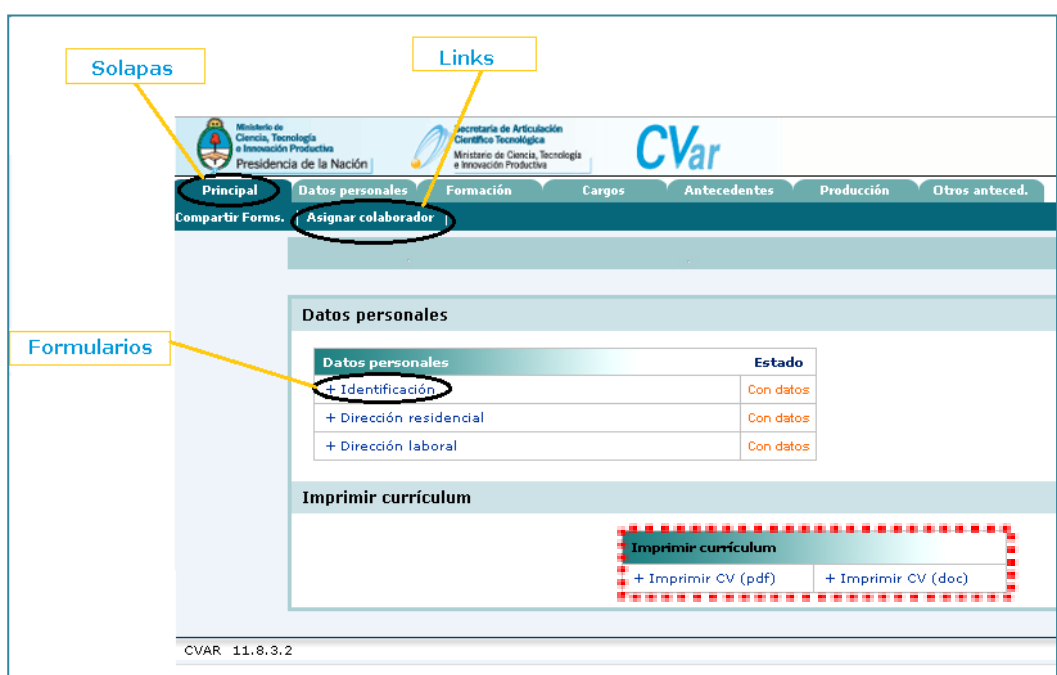 Links
Solapas
Ministerio de
Ciencia, Tecnología
e Innovación Productiva
Presidencia de la Nación
Secretaría de Articulación
Científico Tecnológica
Ministerio de Ciencia, Tecnología
e Innovación Productiva
CVar
Principal Datos personales Formación Cargos Antecedentes Producción Otros anteced.
Compartir Forms. | Asignar colaborador |
Datos personales
Formularios
Datos personales Estado
+ Identificación Con datos
+ Dirección residencial Con datos
+ Dirección laboral Con datos
Imprimir currículum
Imprimir currículum
+ Imprimir CV (pdf) + Imprimir CV (doc)
CVAR 11.8.3.2